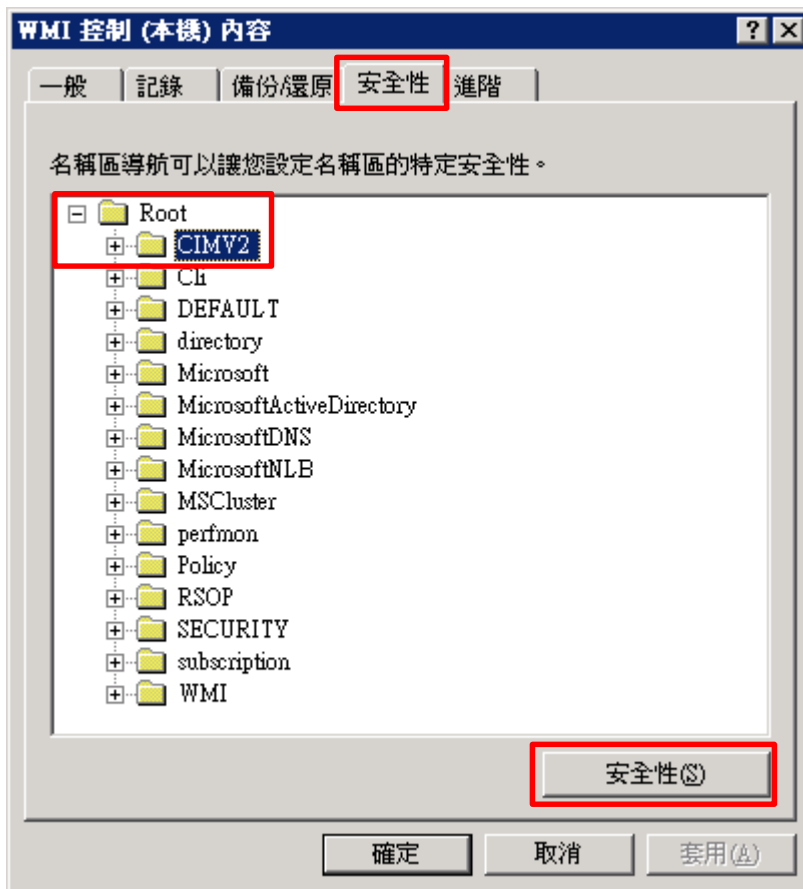 WMI 控制 (本機) 內容
一般 記錄 備份/還原 安全性 進階
名稱區導航可以讓您設定名稱區的特定安全性。
Root
CIMV2
Cli
DEFAULT
directory
Microsoft
MicrosoftActiveDirectory
MicrosoftDNS
MicrosoftNLB
MSCluster
perfmon
Policy
RSOP
SECURITY
subscription
WMI
安全性(S)
確定 取消 套用(A)